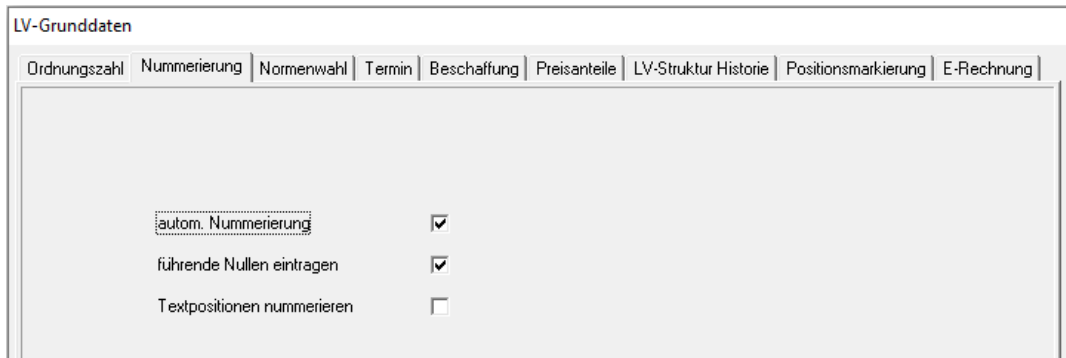 LV-Grunddaten
Ordnungszahl Nummerierung Normenwahl Termin Beschaffung Preisanteile LV-Struktur Historie Positionsmarkierung E-Rechnung
autom. Nummerierung
führende Nullen eintragen
Textpositionen nummerieren